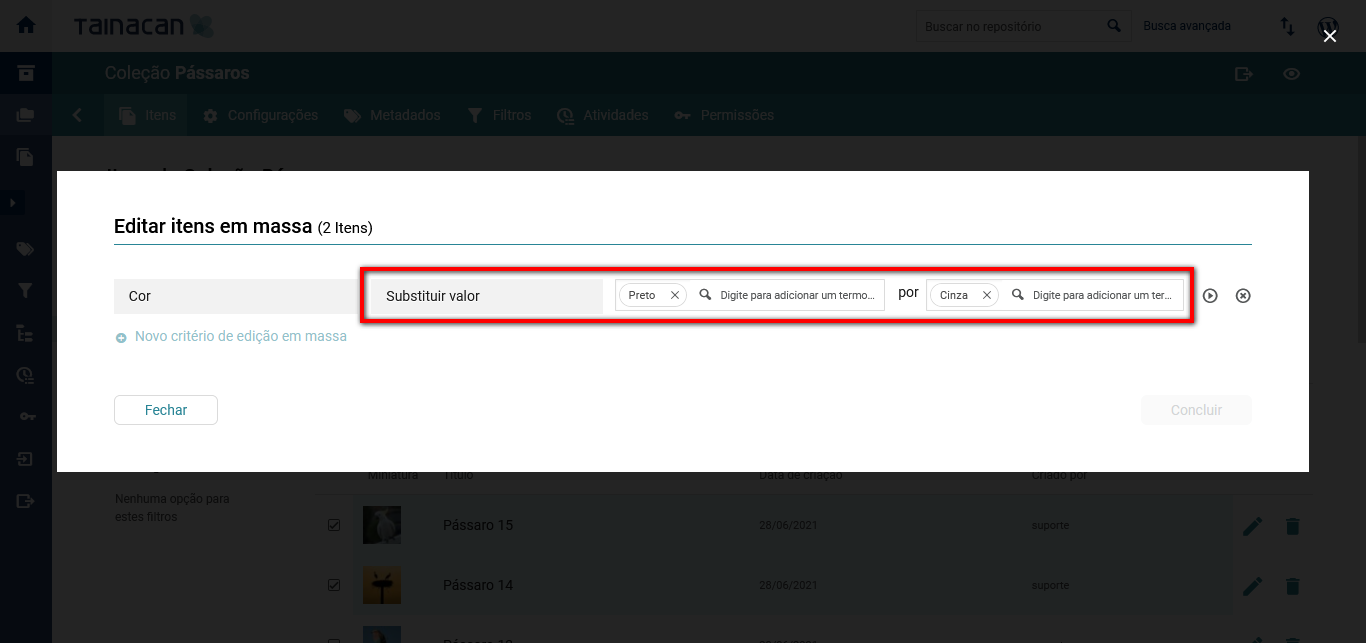 Tainacan
Buscar no repositório
Busca avançada
Coleção Pássaros
Itens
Configurações
Metadados
Filtros
Atividades
Permissões
Editar itens em massa (2 Itens)
Cor
Substituir valor
Preto
Digite para adicionar um termo...
por
Cinza
Digite para adicionar um ter...
Novo critério de edição em massa
Fechar
Concluir
Miniatura
Título
Data de criação
Criado por
Nenhuma opção para
estes filtros
Pássaro 15
28/06/2021
suporte
Pássaro 14
28/06/2021
suporte